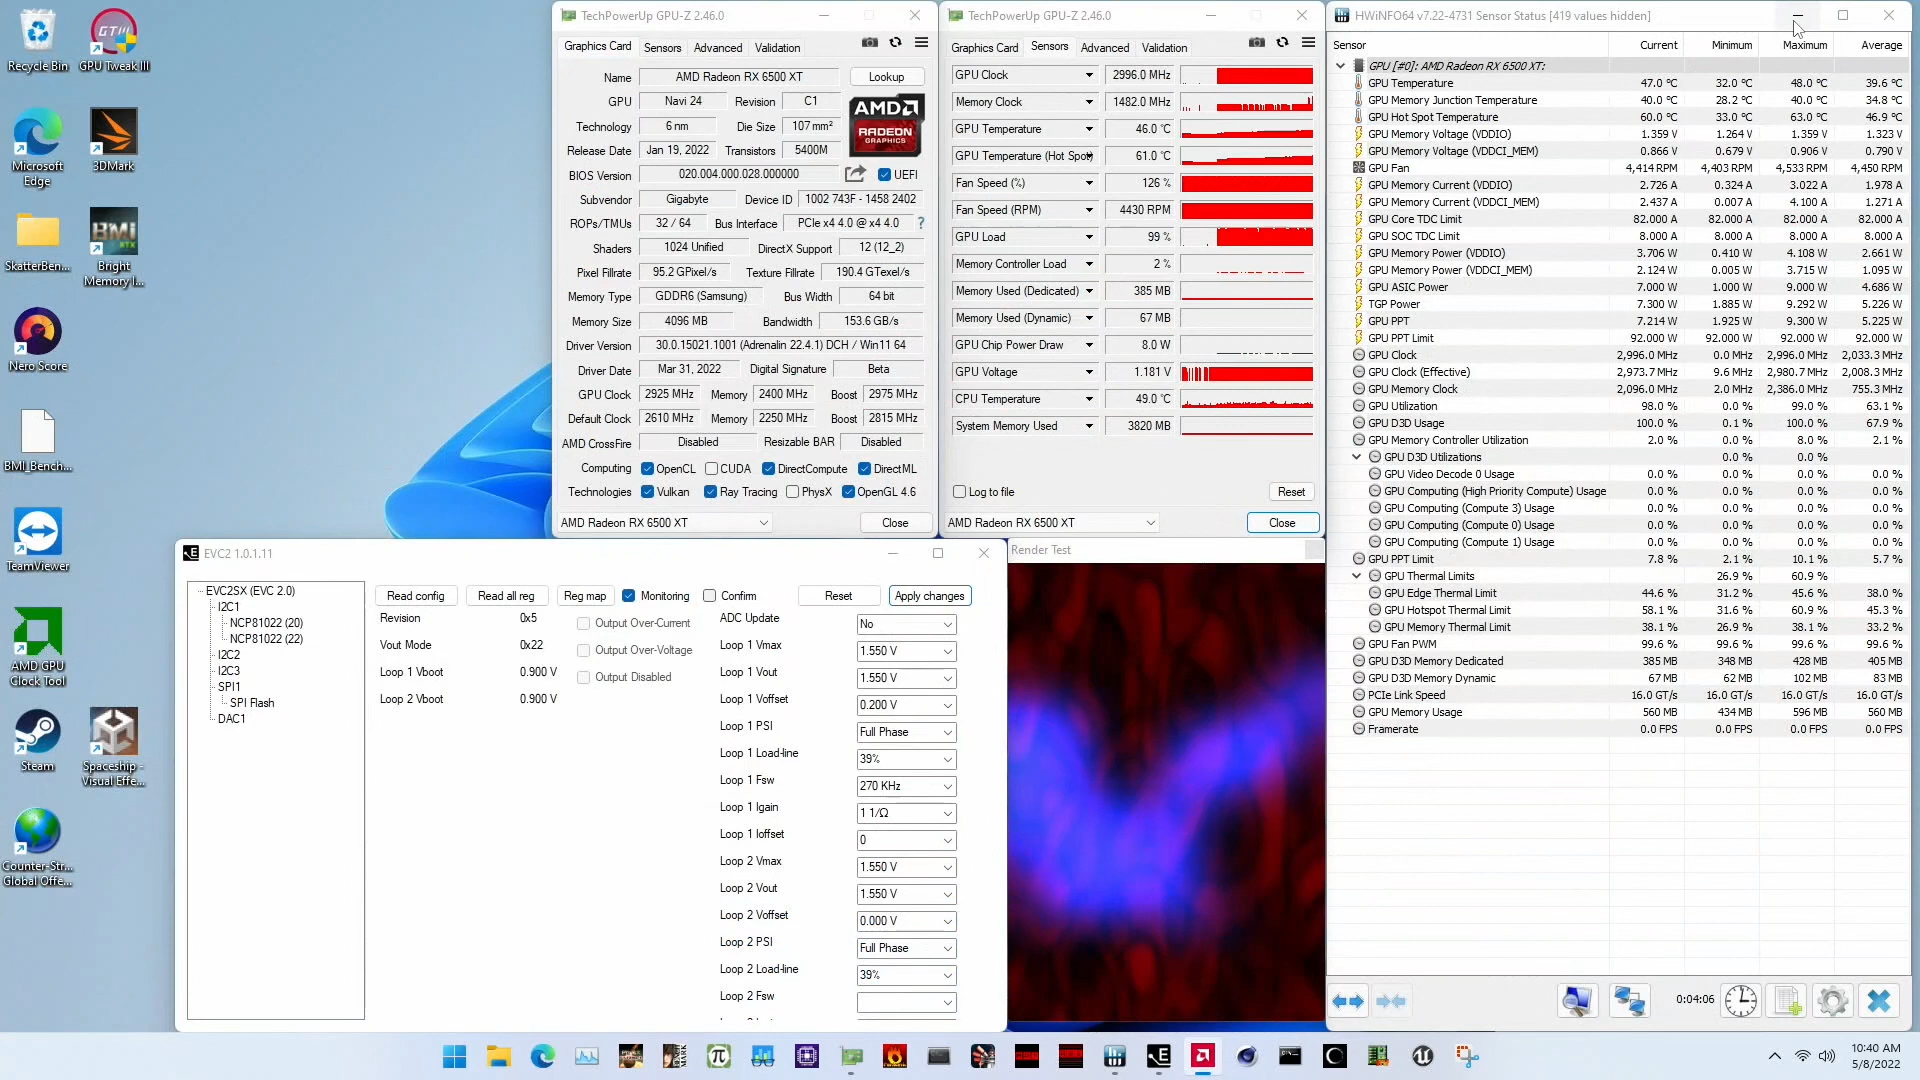 Recycle Bin
GPU Tweak III
Microsoft
Edge
3DMark
SkatterBen...
Bright
Memory I...
Nero Score
BMI_Bench...
TeamViewer
AMD GPU
Clock Tool
Steam
Spaceship -
Visual Effe...
Counter-Str...
Global Offe...
TechPowerUp GPU-Z 2.46.0
Graphics Card Sensors Advanced Validation
Name AMD Radeon RX 6500 XT Lookup
GPU Navi 24 Revision C1
Technology 6 nm Die Size 107 mm²
Release Date Jan 19, 2022 Transistors 5400M
BIOS Version 020.004.000.028.000000 UEFI
Subvendor Gigabyte Device ID 1002 743F - 1458 2402
ROPs/TMUs 32 / 64 Bus Interface PCIe x4 4.0 @ x4 4.0 ?
Shaders 1024 Unified DirectX Support 12 (12_2)
Pixel Fillrate 95.2 GPixel/s Texture Fillrate 190.4 GTexel/s
Memory Type GDDR6 (Samsung) Bus Width 64 bit
Memory Size 4096 MB Bandwidth 153.6 GB/s
Driver Version 30.0.15021.1001 (Adrenalin 22.4.1) DCH / Win11 64
Driver Date Mar 31, 2022 Digital Signature Beta
GPU Clock 2925 MHz Memory 2400 MHz Boost 2975 MHz
Default Clock 2610 MHz Memory 2250 MHz Boost 2815 MHz
AMD CrossFire Disabled Resizable BAR Disabled
Computing OpenCL CUDA DirectCompute DirectML
Technologies Vulkan Ray Tracing PhysX OpenGL 4.6
AMD Radeon RX 6500 XT Close
AMD
RADEON
GRAPHICS
TechPowerUp GPU-Z 2.46.0
Graphics Card Sensors Advanced Validation
GPU Clock 2996.0 MHz
Memory Clock 1482.0 MHz
GPU Temperature 46.0 °C
GPU Temperature (Hot Spot) 61.0 °C
Fan Speed (%) 126 %
Fan Speed (RPM) 4430 RPM
GPU Load 99 %
Memory Controller Load 2 %
Memory Used (Dedicated) 385 MB
Memory Used (Dynamic) 67 MB
GPU Chip Power Draw 8.0 W
GPU Voltage 1.181 V
CPU Temperature 49.0 °C
System Memory Used 3820 MB
Log to file Reset
AMD Radeon RX 6500 XT Close
HWiNFO64 v7.22-4731 Sensor Status [419 values hidden]
Sensor Current Minimum Maximum Average
GPU [#0]: AMD Radeon RX 6500 XT:
GPU Temperature 47.0 °C 32.0 °C 48.0 °C 39.6 °C
GPU Memory Junction Temperature 40.0 °C 28.2 °C 40.0 °C 34.8 °C
GPU Hot Spot Temperature 60.0 °C 33.0 °C 63.0 °C 46.9 °C
GPU Memory Voltage (VDDIO) 1.359 V 1.264 V 1.359 V 1.323 V
GPU Memory Voltage (VDDCI_MEM) 0.866 V 0.679 V 0.906 V 0.790 V
GPU Fan 4,414 RPM 4,403 RPM 4,533 RPM 4,450 RPM
GPU Memory Current (VDDIO) 2.726 A 0.324 A 3.022 A 1.978 A
GPU Memory Current (VDDCI_MEM) 2.437 A 0.007 A 4.100 A 1.271 A
GPU Core TDC Limit 82.000 A 82.000 A 82.000 A 82.000 A
GPU SOC TDC Limit 8.000 A 8.000 A 8.000 A 8.000 A
GPU Memory Power (VDDIO) 3.706 W 0.410 W 4.108 W 2.661 W
GPU Memory Power (VDDCI_MEM) 2.124 W 0.005 W 3.715 W 1.095 W
GPU ASIC Power 7.000 W 1.000 W 9.000 W 4.686 W
TGP Power 7.300 W 1.885 W 9.292 W 5.226 W
GPU PPT 7.214 W 1.925 W 9.300 W 5.225 W
GPU PPT Limit 92.000 W 92.000 W 92.000 W 92.000 W
GPU Clock 2,996.0 MHz 0.0 MHz 2,996.0 MHz 2,033.3 MHz
GPU Clock (Effective) 2,973.7 MHz 9.6 MHz 2,980.7 MHz 2,008.3 MHz
GPU Memory Clock 2,096.0 MHz 2.0 MHz 2,386.0 MHz 755.3 MHz
GPU Utilization 98.0 % 0.0 % 99.0 % 63.1 %
GPU D3D Usage 100.0 % 0.1 % 100.0 % 67.9 %
GPU Memory Controller Utilization 2.0 % 0.0 % 8.0 % 2.1 %
GPU D3D Utilizations 0.0 % 0.0 %
GPU Video Decode 0 Usage 0.0 % 0.0 % 0.0 % 0.0 %
GPU Computing (High Priority Compute) Usage 0.0 % 0.0 % 0.0 % 0.0 %
GPU Computing (Compute 3) Usage 0.0 % 0.0 % 0.0 % 0.0 %
GPU Computing (Compute 0) Usage 0.0 % 0.0 % 0.0 % 0.0 %
GPU Computing (Compute 1) Usage 0.0 % 0.0 % 0.0 % 0.0 %
GPU PPT Limit 7.8 % 2.1 % 10.1 % 5.7 %
GPU Thermal Limits 26.9 % 60.9 %
GPU Edge Thermal Limit 44.6 % 31.2 % 45.6 % 38.0 %
GPU Hotspot Thermal Limit 58.1 % 31.6 % 60.9 % 45.3 %
GPU Memory Thermal Limit 38.1 % 26.9 % 38.1 % 33.2 %
GPU Fan PWM 99.6 % 99.6 % 99.6 % 99.6 %
GPU D3D Memory Dedicated 385 MB 348 MB 428 MB 405 MB
GPU D3D Memory Dynamic 67 MB 62 MB 102 MB 83 MB
PCIe Link Speed 16.0 GT/s 16.0 GT/s 16.0 GT/s 16.0 GT/s
GPU Memory Usage 560 MB 434 MB 596 MB 560 MB
Framerate 0.0 FPS 0.0 FPS 0.0 FPS 0.0 FPS
0:04:06
EVC2 1.0.1.11
EVC2SX (EVC 2.0)
I2C1
NCP81022 (20)
NCP81022 (22)
I2C2
I2C3
SPI1
SPI Flash
DAC1
Read config Read all reg Reg map Monitoring Confirm Reset Apply changes
Revision 0x5
Vout Mode 0x22
Loop 1 Vboot 0.900 V
Loop 2 Vboot 0.900 V
Output Over-Current
Output Over-Voltage
Output Disabled
ADC Update No
Loop 1 Vmax 1.550 V
Loop 1 Vout 1.550 V
Loop 1 Voffset 0.200 V
Loop 1 PSI Full Phase
Loop 1 Load-line 39%
Loop 1 Fsw 270 KHz
Loop 1 Igain 1 1/Ω
Loop 1 Ioffset 0
Loop 2 Vmax 1.550 V
Loop 2 Vout 1.550 V
Loop 2 Voffset 0.000 V
Loop 2 PSI Full Phase
Loop 2 Load-line 39%
Loop 2 Fsw
Render Test
10:40 AM
5/8/2022